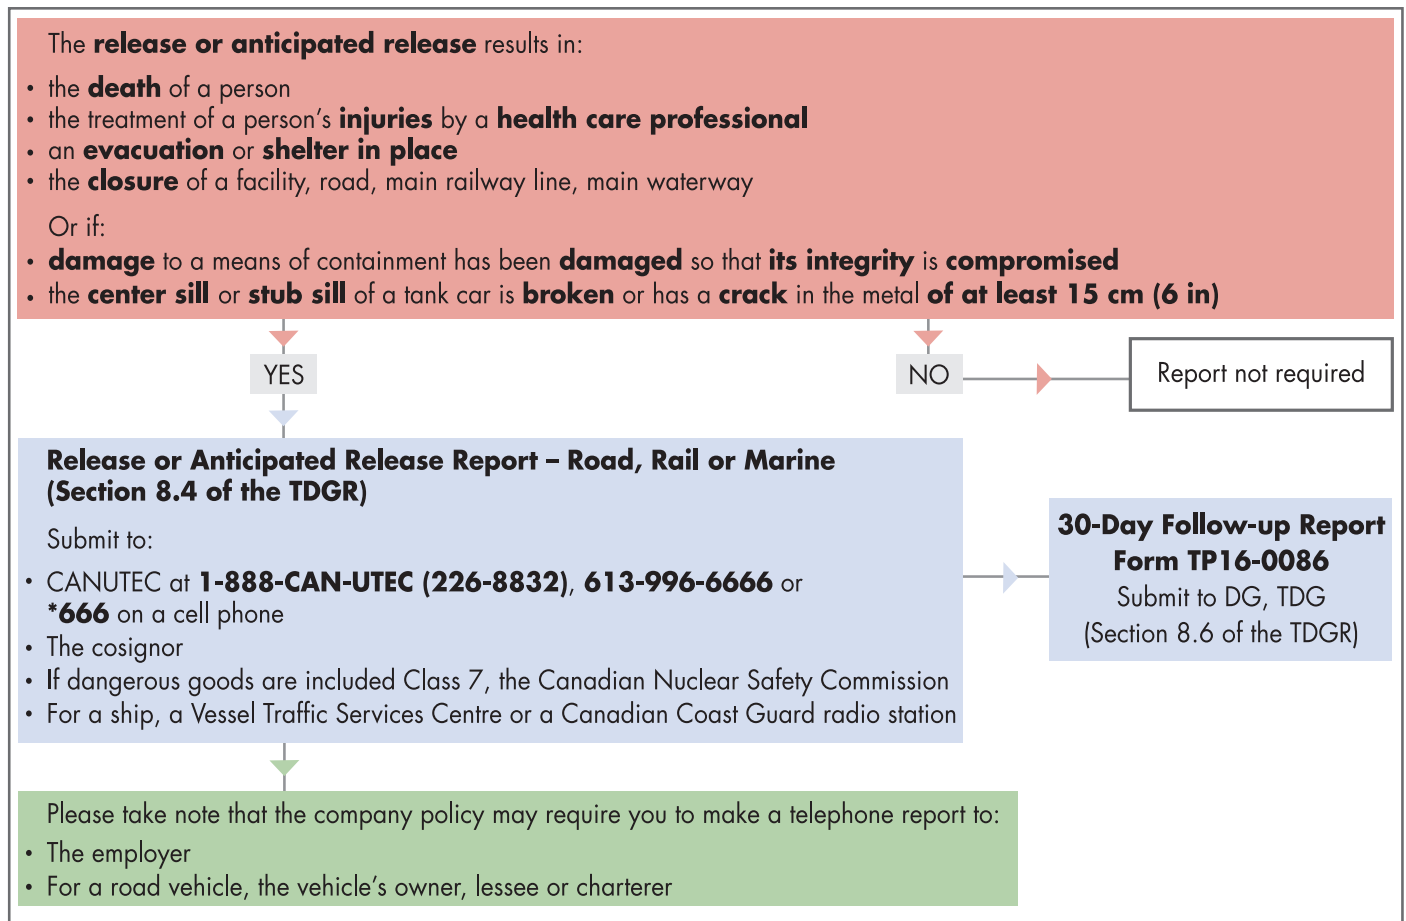 The release or anticipated release results in:
• the death of a person
• the treatment of a person's injuries by a health care professional
• an evacuation or shelter in place
• the closure of a facility, road, main railway line, main waterway
Or if:
• damage to a means of containment has been damaged so that its integrity is compromised
• the center sill or stub sill of a tank car is broken or has a crack in the metal of at least 15 cm (6 in)
YES
NO
Report not required
Release or Anticipated Release Report – Road, Rail or Marine
(Section 8.4 of the TDGR)
Submit to:
• CANUTEC at 1-888-CAN-UTEC (226-8832), 613-996-6666 or
*666 on a cell phone
• The cosignor
• If dangerous goods are included Class 7, the Canadian Nuclear Safety Commission
• For a ship, a Vessel Traffic Services Centre or a Canadian Coast Guard radio station
30-Day Follow-up Report
Form TP16-0086
Submit to DG, TDG
(Section 8.6 of the TDGR)
Please take note that the company policy may require you to make a telephone report to:
• The employer
• For a road vehicle, the vehicle's owner, lessee or charterer